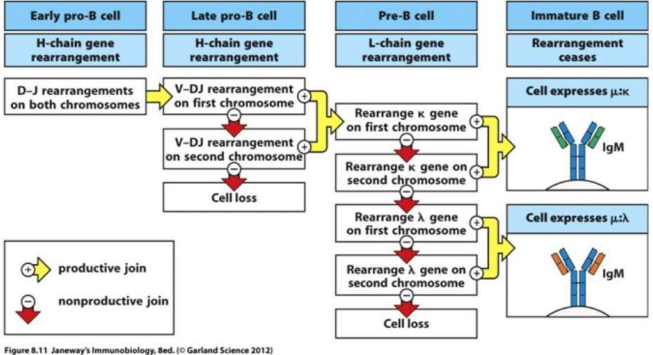 Early pro-B cell
Late pro-B cell
Pre-B cell
Immature B cell
H-chain gene
rearrangement
H-chain gene
rearrangement
L-chain gene
rearrangement
Rearrangement
ceases
D–J rearrangements
on both chromosomes
V–DJ rearrangement
on first chromosome
+
−
V–DJ rearrangement
on second chromosome
+
−
Cell loss
Rearrange κ gene
on first chromosome
+
−
Rearrange κ gene on
second chromosome
+
−
Rearrange λ gene
on first chromosome
+
−
Rearrange λ gene on
second chromosome
+
−
Cell loss
Cell expresses μ:κ
IgM
Cell expresses μ:λ
IgM
+ productive join
− nonproductive join
Figure 8.11 Janeway's Immunobiology, 8ed. (© Garland Science 2012)